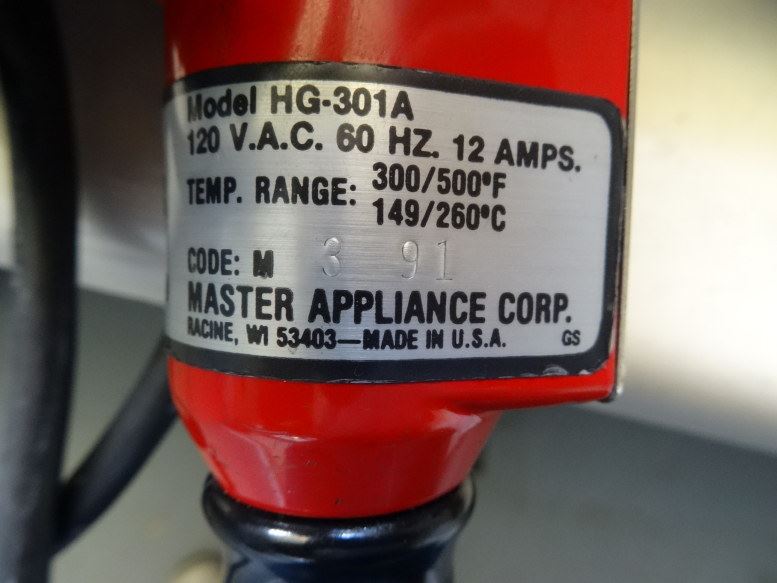 Model HG-301A
120 V.A.C. 60 HZ. 12 AMPS.
TEMP. RANGE: 300/500°F
149/260°C
CODE: M 3 91
MASTER APPLIANCE CORP.
RACINE, WI 53403—MADE IN U.S.A. GS